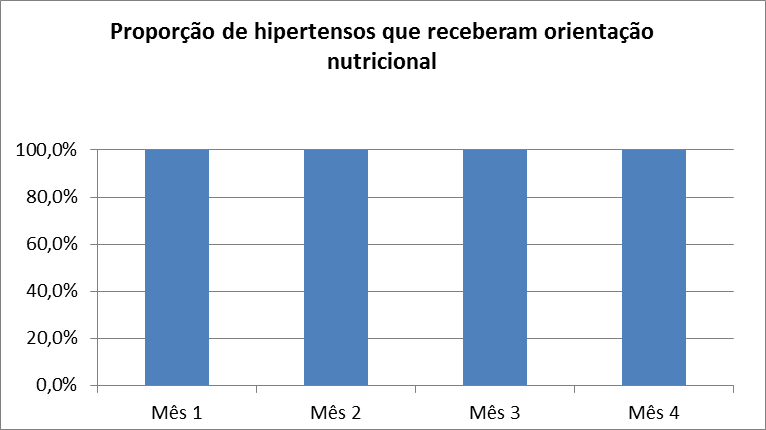 Proporção de hipertensos que receberam orientação
nutricional
100,0%
80,0%
60,0%
40,0%
20,0%
0,0%
Mês 1 Mês 2 Mês 3 Mês 4